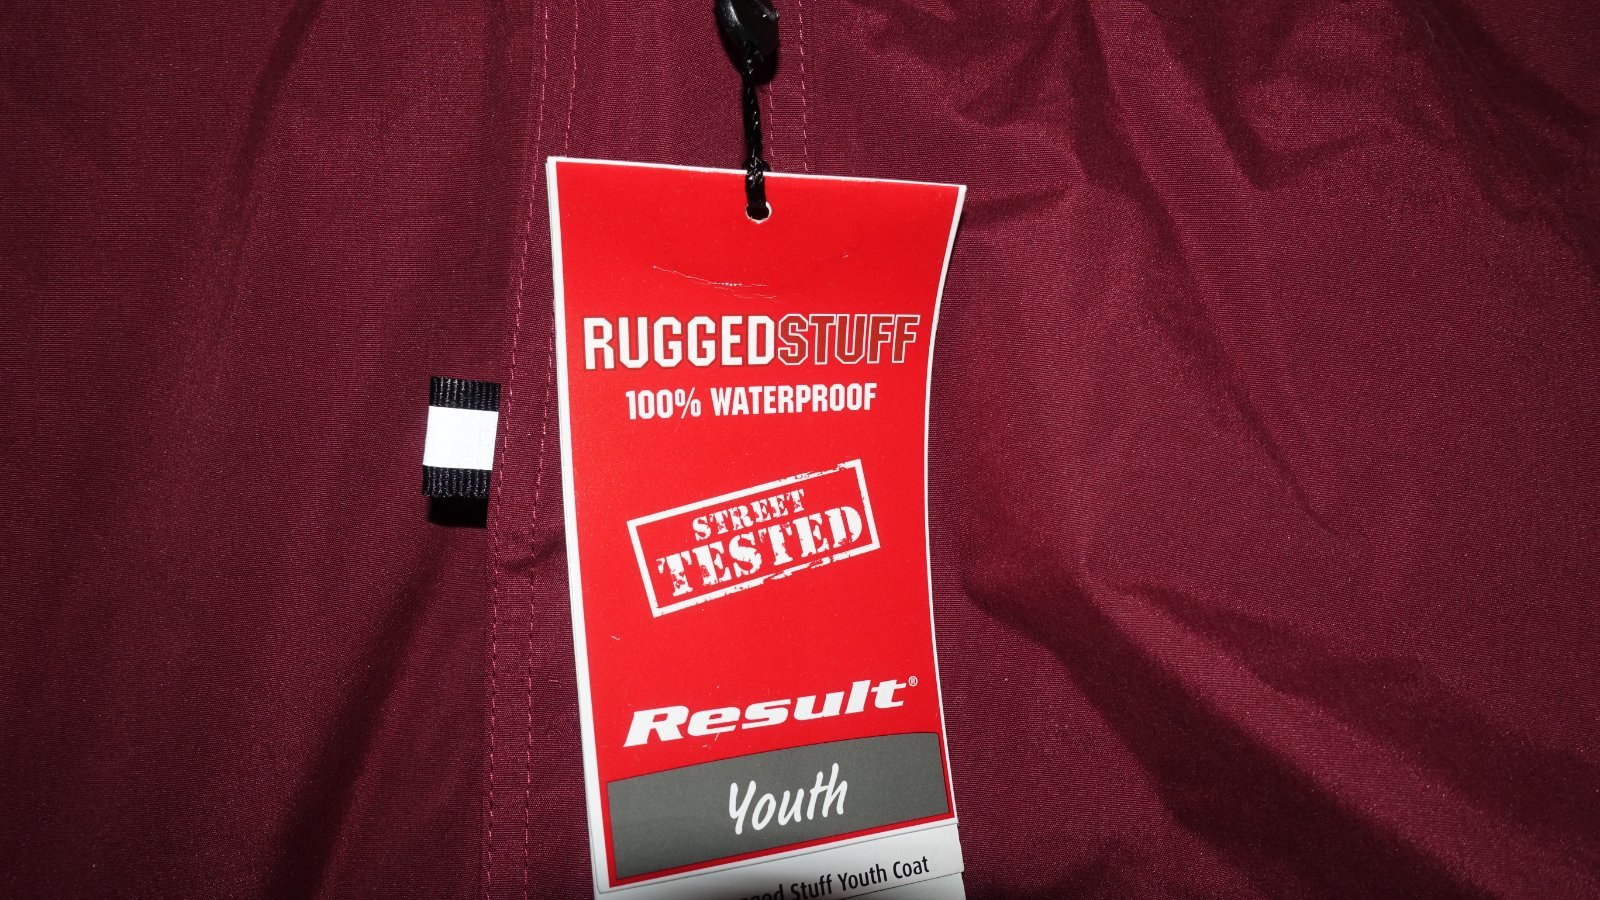 RUGGEDSTUFF
100% WATERPROOF
STREET
TESTED
Result®
Youth
Stuff Youth Coat